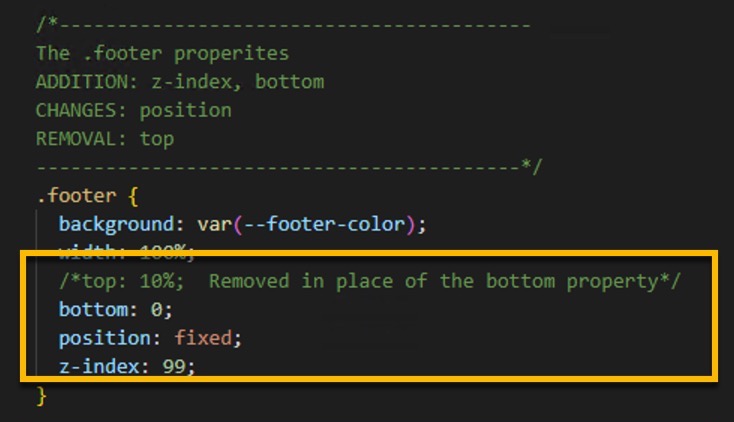 /*-----------------------------------------
The .footer properites
ADDITION: z-index, bottom
CHANGES: position
REMOVAL: top
------------------------------------------*/
.footer {
background: var(--footer-color);
width: 100%;
/*top: 10%;  Removed in place of the bottom property*/
bottom: 0;
position: fixed;
z-index: 99;
}